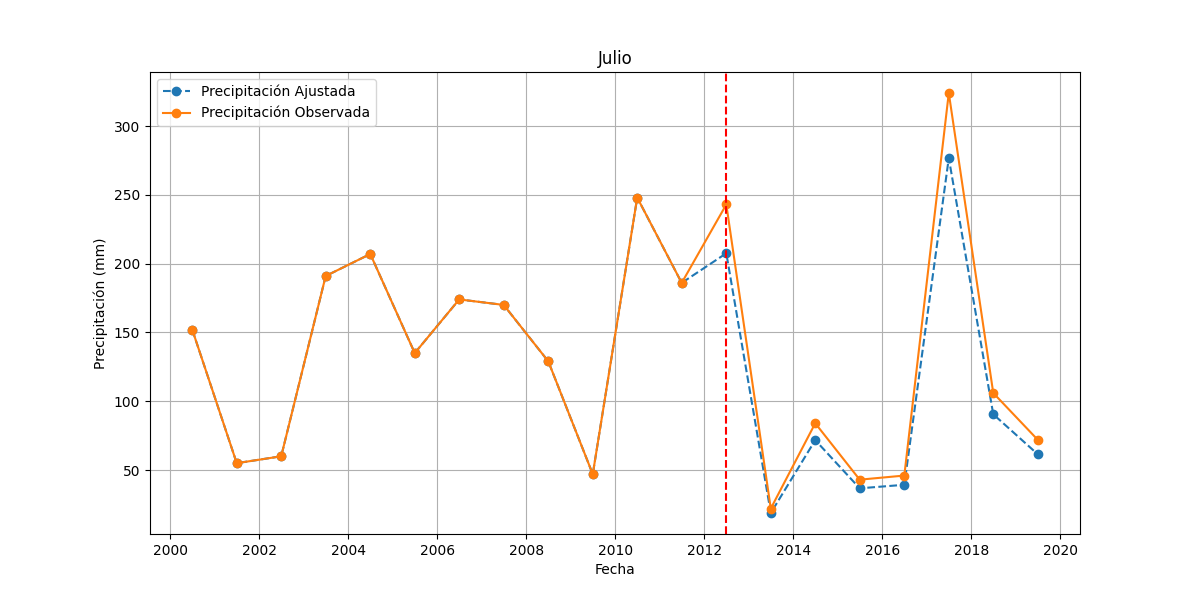 Julio
Precipitación Ajustada
Precipitación Observada
Precipitación (mm)
300
250
200
150
100
50
2000 2002 2004 2006 2008 2010 2012 2014 2016 2018 2020
Fecha